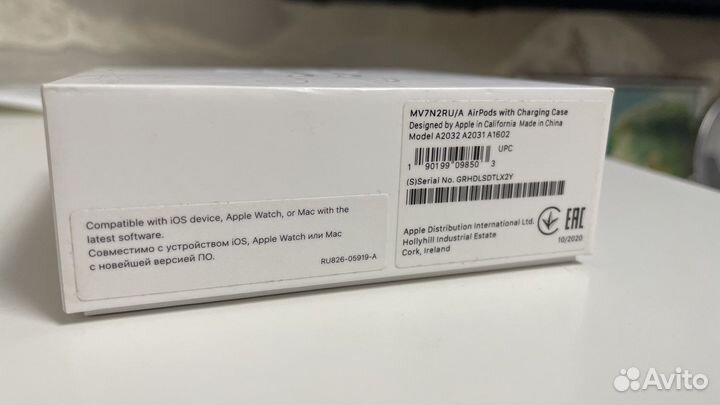 MV7N2RU/A AirPods with Charging Case
Designed by Apple in California Made in China
Model A2032 A2031 A1602
UPC
1 90199 09850 3
(S)Serial No. GRHDLSDTLX2Y
Apple Distribution International Ltd.
Hollyhill Industrial Estate
Cork, Ireland
EAC
10/2020
Compatible with iOS device, Apple Watch, or Mac with the
latest software.
Совместимо с устройством iOS, Apple Watch или Mac
с новейшей версией ПО.
RU826-05919-A
Avito